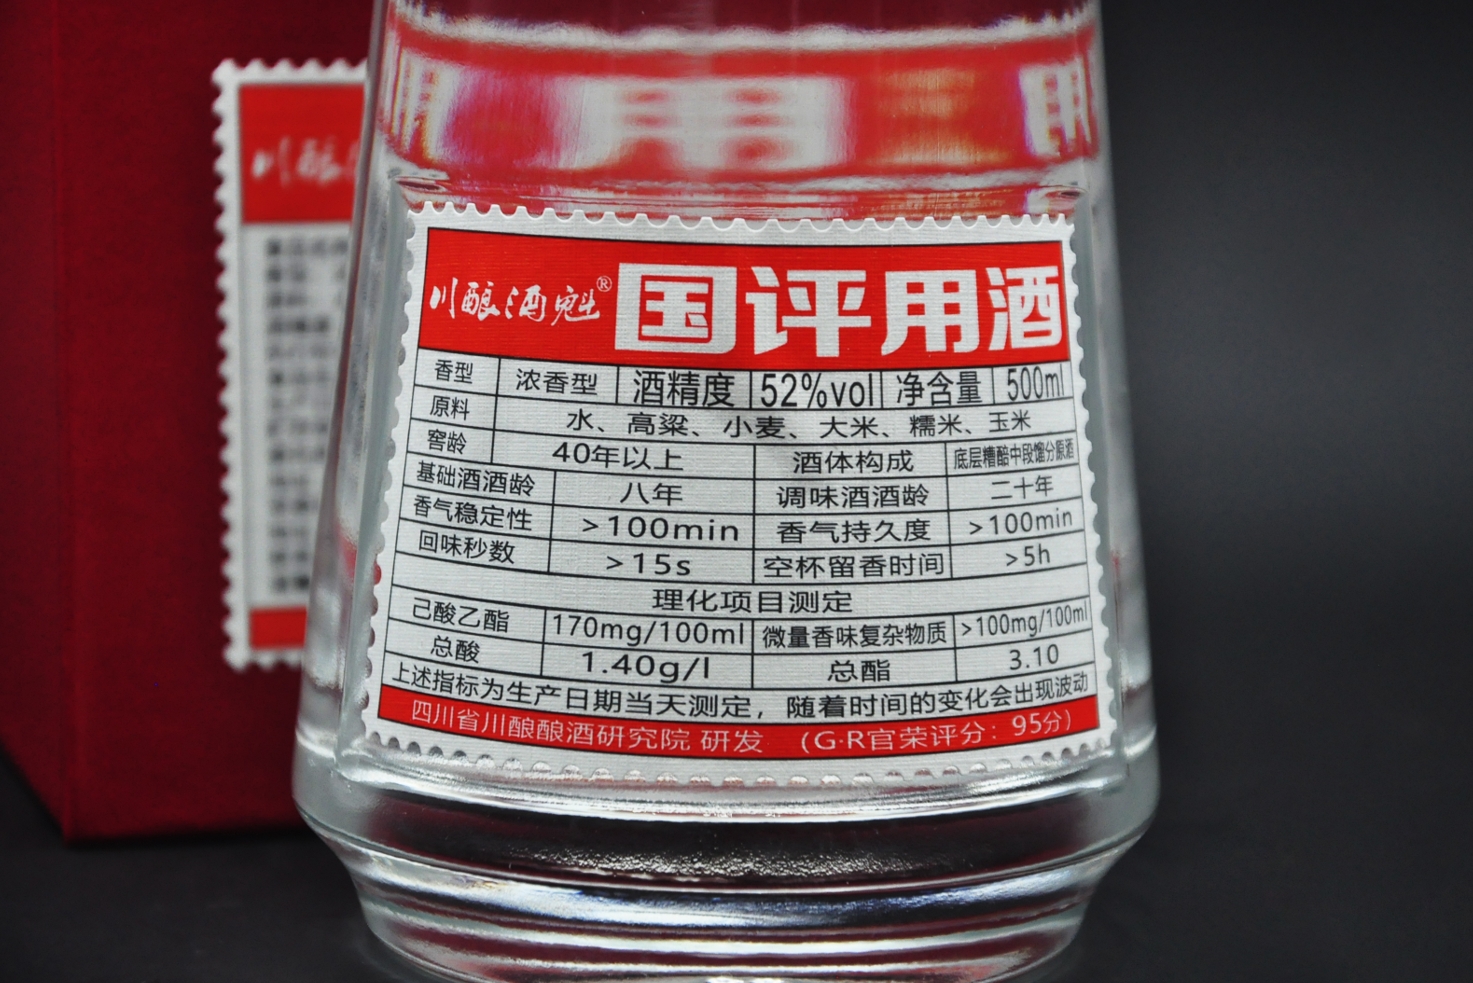 川酿
川酿酒魁® 国评用酒
香型 浓香型 酒精度 52%vol 净含量 500ml
原料 水、高粱、小麦、大米、糯米、玉米
窖龄 40年以上 酒体构成 底层糟醅中段馏分原酒
基础酒酒龄 八年 调味酒酒龄 二十年
香气稳定性 >100min 香气持久度 >100min
回味秒数 >15s 空杯留香时间 >5h
理化项目测定
己酸乙酯 170mg/100ml 微量香味复杂物质 >100mg/100ml
总酸 1.40g/l 总酯 3.10
上述指标为生产日期当天测定，随着时间的变化会出现波动
四川省川酿酿酒研究院 研发 （G·R官荣评分：95分）